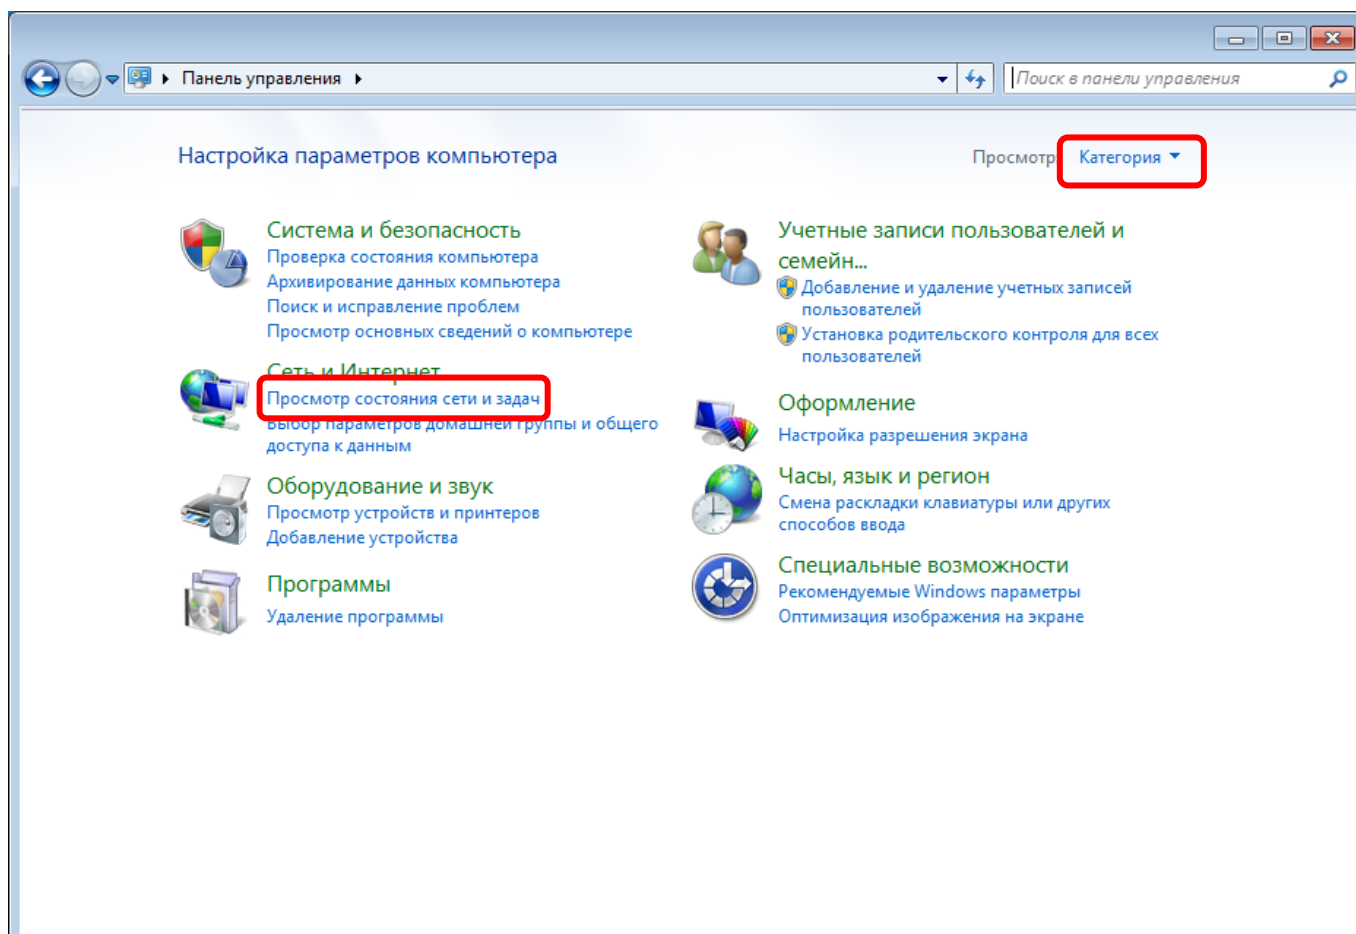 Панель управления
Поиск в панели управления
Настройка параметров компьютера
Просмотр
Категория
Система и безопасность
Проверка состояния компьютера
Архивирование данных компьютера
Поиск и исправление проблем
Просмотр основных сведений о компьютере
Сеть и Интернет
Просмотр состояния сети и задач
Выбор параметров домашней группы и общего
доступа к данным
Оборудование и звук
Просмотр устройств и принтеров
Добавление устройства
Программы
Удаление программы
Учетные записи пользователей и
семейн...
Добавление и удаление учетных записей
пользователей
Установка родительского контроля для всех
пользователей
Оформление
Настройка разрешения экрана
Часы, язык и регион
Смена раскладки клавиатуры или других
способов ввода
Специальные возможности
Рекомендуемые Windows параметры
Оптимизация изображения на экране